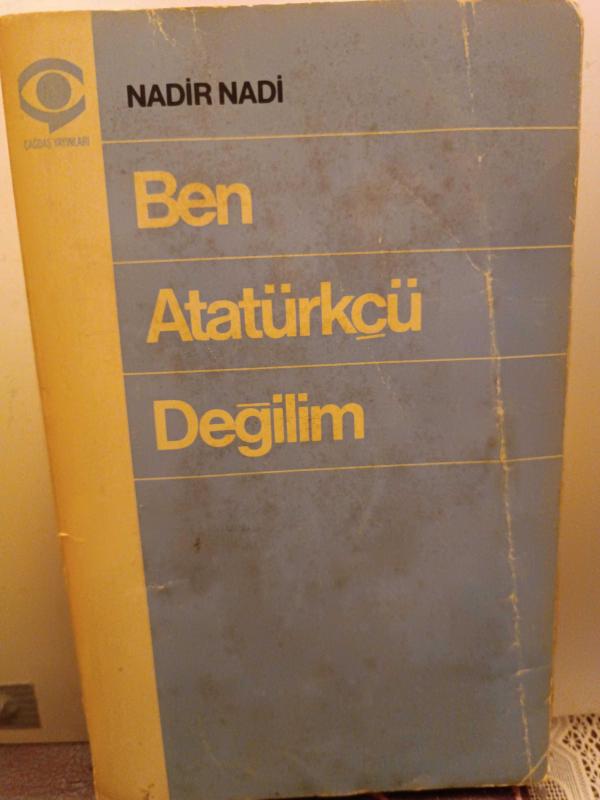 NADİR NADİ
ÇAĞDAŞ YAYINLARI
Ben
Atatürkçü
Değilim